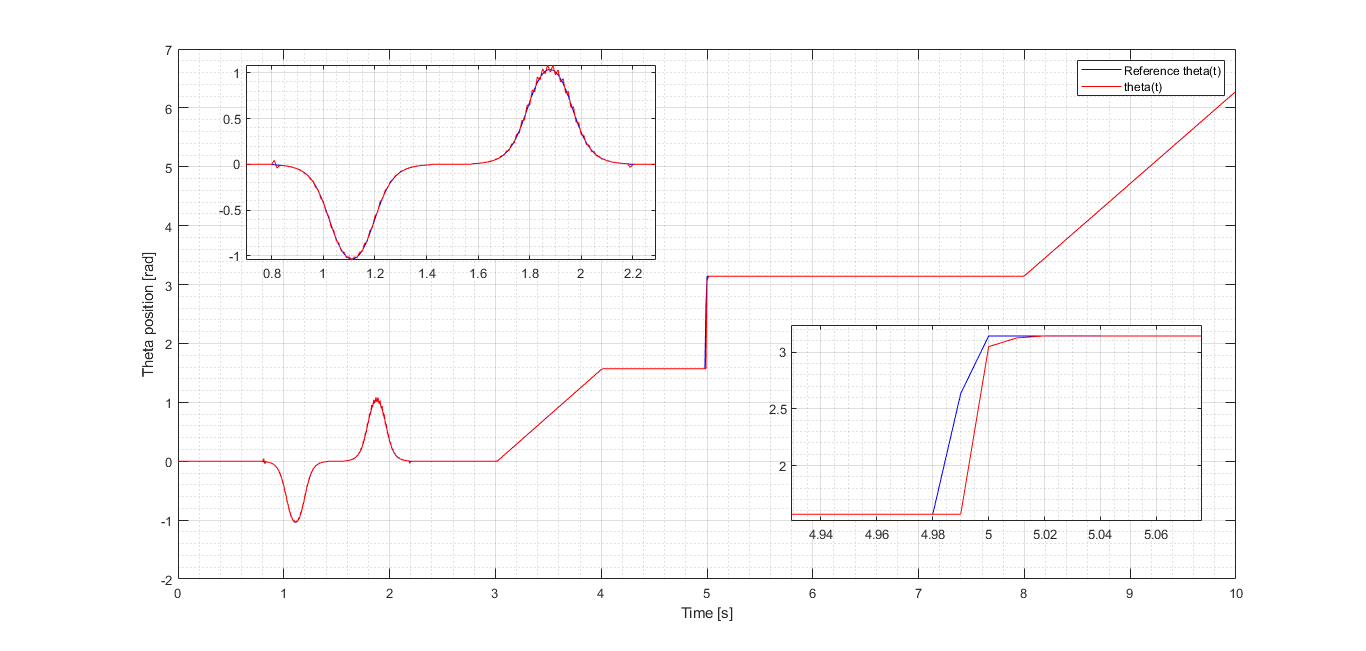 7
6
5
4
3
2
1
0
-1
-2
0 1 2 3 4 5 6 7 8 9 10
Theta position [rad]
Time [s]
1
0.5
0
-0.5
-1
0.8 1 1.2 1.4 1.6 1.8 2 2.2
Reference theta(t)
theta(t)
3
2.5
2
4.94 4.96 4.98 5 5.02 5.04 5.06